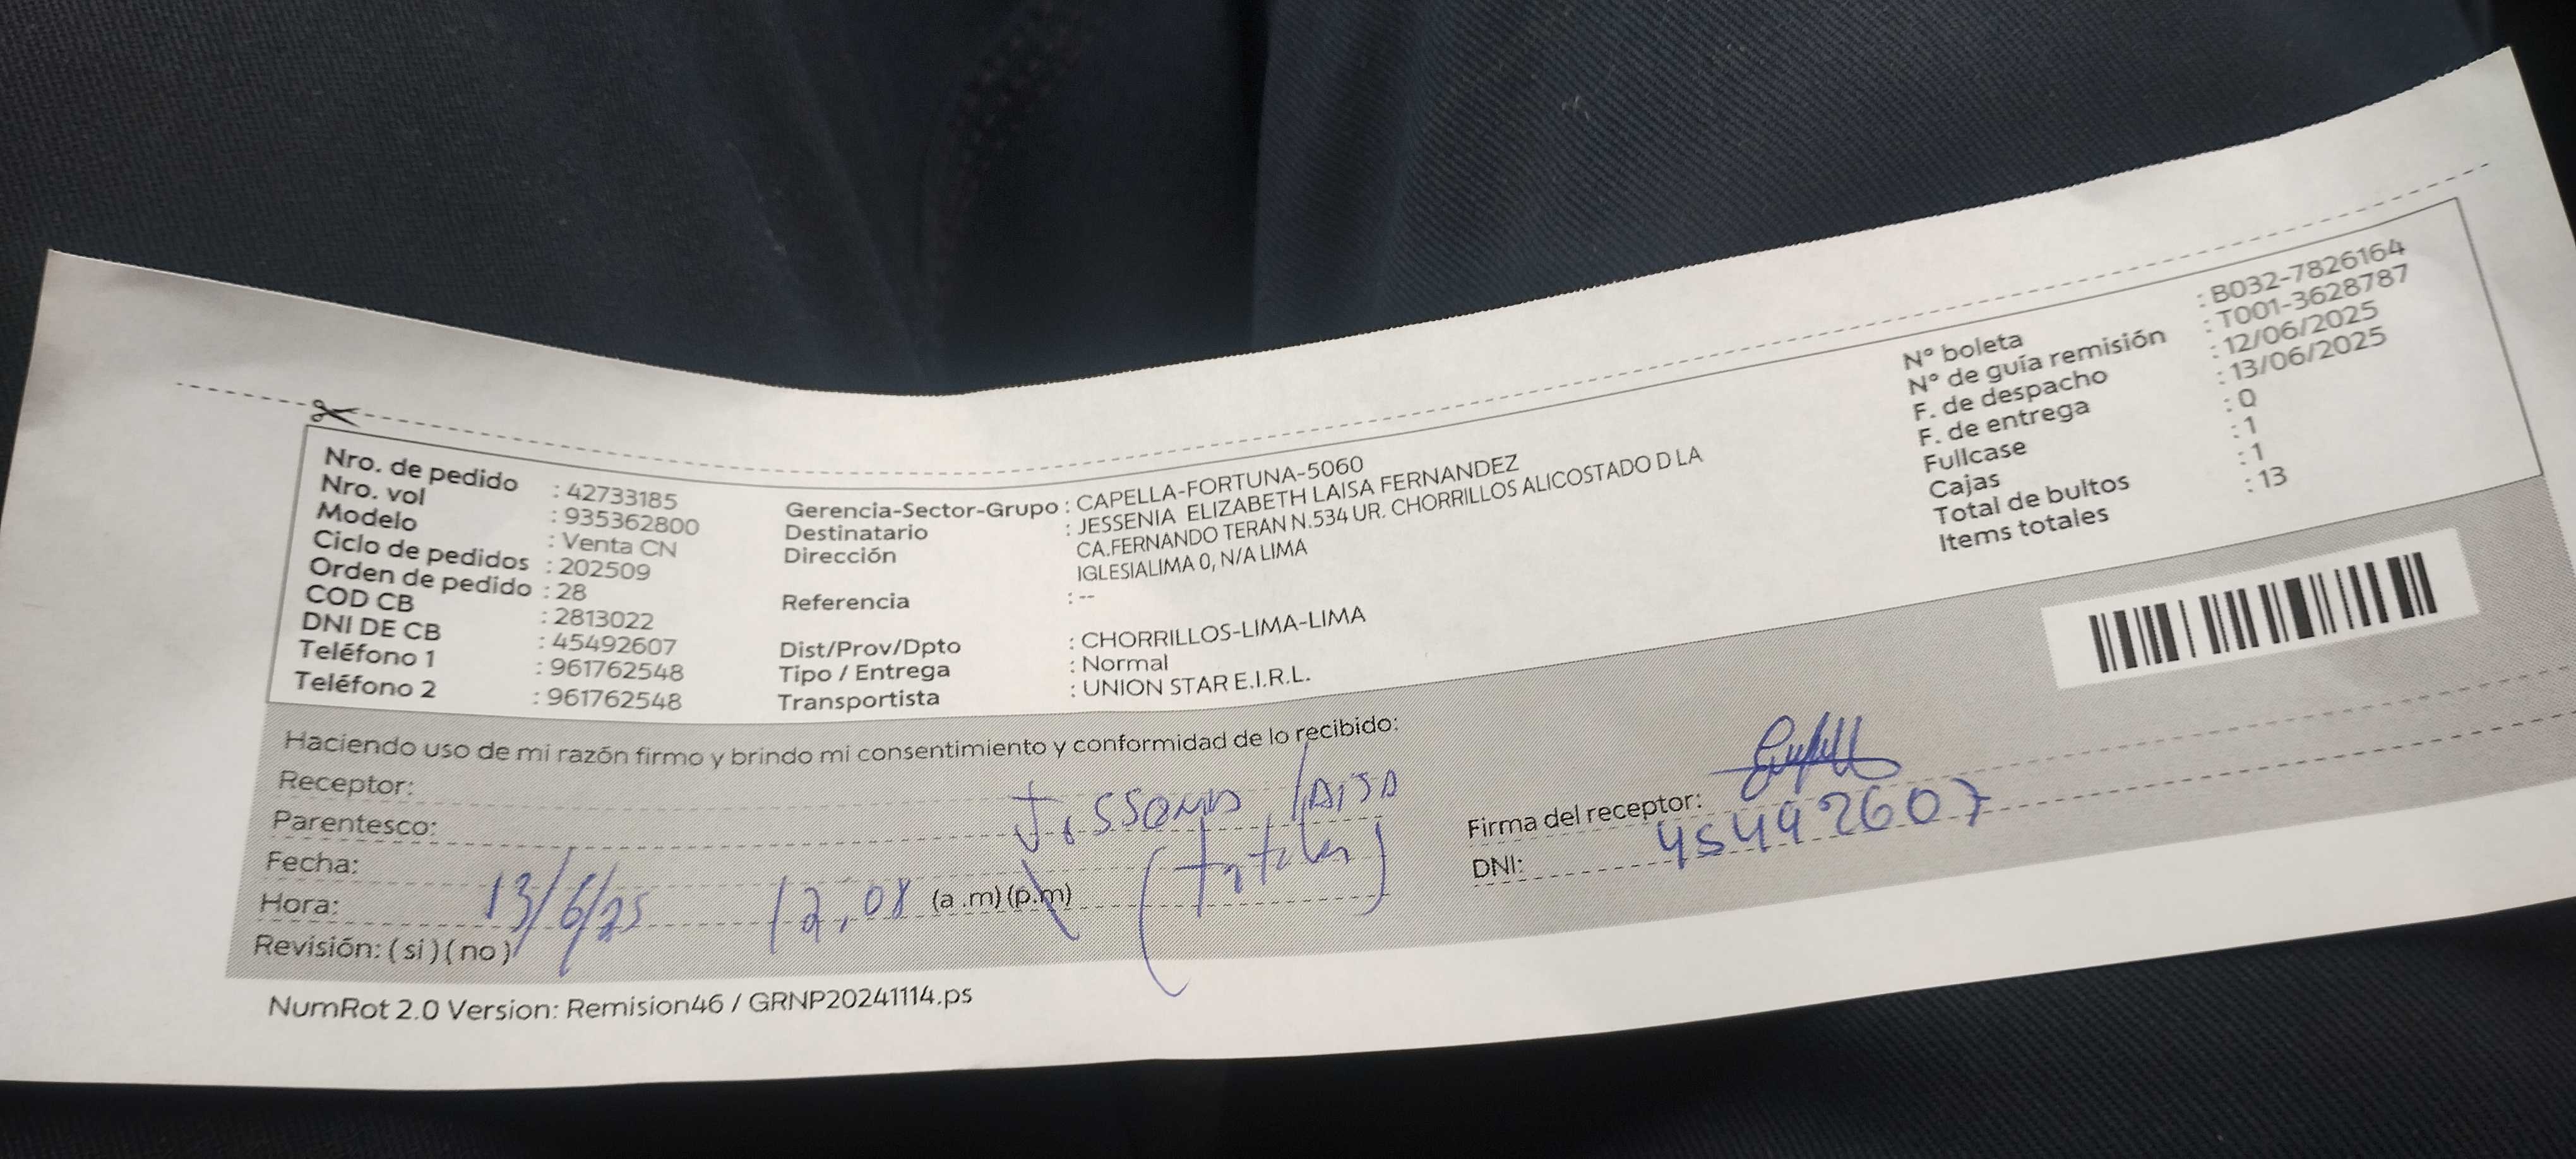 Nro. de pedido : 42733185
Nro. vol : 935362800
Modelo : Venta CN
Ciclo de pedidos : 202509
Orden de pedido : 28
COD CB : 2813022
DNI DE CB : 45492607
Teléfono 1 : 961762548
Teléfono 2 : 961762548
Gerencia-Sector-Grupo : CAPELLA-FORTUNA-5060
Destinatario : JESSENIA ELIZABETH LAISA FERNANDEZ
Dirección CA.FERNANDO TERAN N.534 UR. CHORRILLOS ALICOSTADO D LA
IGLESIALIMA 0, N/A LIMA
Referencia : --
Dist/Prov/Dpto : CHORRILLOS-LIMA-LIMA
Tipo / Entrega : Normal
Transportista : UNION STAR E.I.R.L.
N° boleta : B032-7826164
N° de guía remisión : T001-3628787
F. de despacho : 12/06/2025
F. de entrega : 13/06/2025
Fullcase : 0
Cajas : 1
Total de bultos : 1
Items totales : 13
Haciendo uso de mi razón firmo y brindo mi consentimiento y conformidad de lo recibido:
Receptor: Laisa
Parentesco: (titular)
Fecha: 13/6/25
Hora: 12,08 (a .m) (p.m)
Revisión: ( si ) ( no )
Firma del receptor:
DNI: 45492607
NumRot 2.0 Version: Remision46 / GRNP20241114.ps